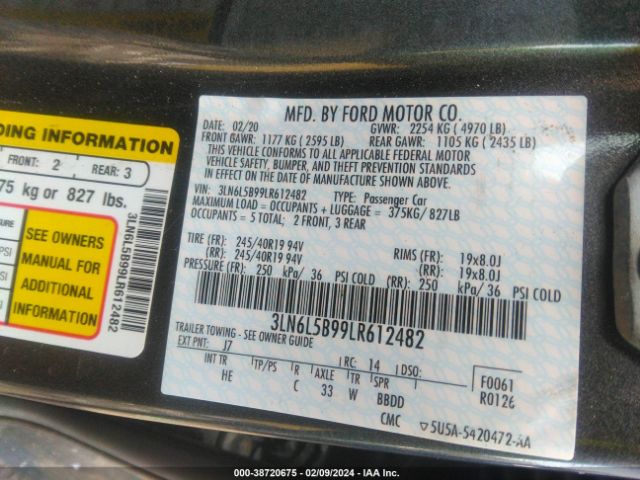 DING INFORMATION
FRONT: 2 REAR: 3
75 kg or 827 lbs.
SEE OWNERS
MANUAL FOR
ADDITIONAL
INFORMATION
3LN6L5B99LR612482
MFD. BY FORD MOTOR CO.
02/20 GVWR: 2254 KG ( 4970 LB)
FRONT GAWR: 1177 KG (2595 LB) REAR GAWR: 1105 KG ( 2435 LB)
THIS VEHICLE CONFORMS TO ALL APPLICABLE FEDERAL MOTOR
VEHICLE SAFETY, BUMPER, AND THEFT PREVENTION STANDARDS
IN EFFECT ON THE DATE OF MANUFACTURE SHOWN ABOVE.
VIN: 3LN6L5B99LR612482 TYPE: Passenger Car
MAXIMUM LOAD = OCCUPANTS + LUGGAGE = 375KG/827LB
OCCUPANTS = 5 TOTAL; 2 FRONT, 3 REAR
TIRE (FR): 245/40R19 94V RIMS (FR): 19x8.0J
(RR): 245/40R19 94V (RR): 19x8.0J
PRESSURE (FR): 250 kPa/ 36 PSI COLD (RR): 250 kPa/ 36 PSI COLD
3LN6L5B99LR612482
TRAILER TOWING - SEE OWNER GUIDE
EXT PNT: J7 RC: 14 DSO:
INT TR TP/PS R AXLE TR SPR
HE C 33 W BBDD
F0061
R0126
CMC 5U5A-5420472-AA
000-38720675 - 02/09/2024 - IAA Inc.